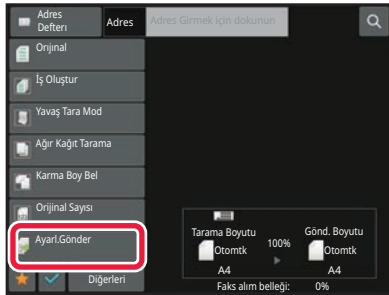 Adres
Defteri
Adres
Adres Girmek için dokunun
Orijinal
İş Oluştur
Yavaş Tara Mod
Ağır Kağıt Tarama
Karma Boy Bel
Orijinal Sayısı
Ayarl.Gönder
Diğerleri
Tarama Boyutu
Gönd. Boyutu
Otomtk
100%
Otomtk
A4
A4
Faks alım belleği:
0%